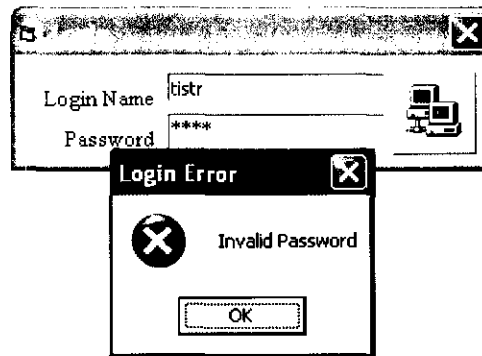 Login Name tistr
Password ****
Login Error
Invalid Password
OK